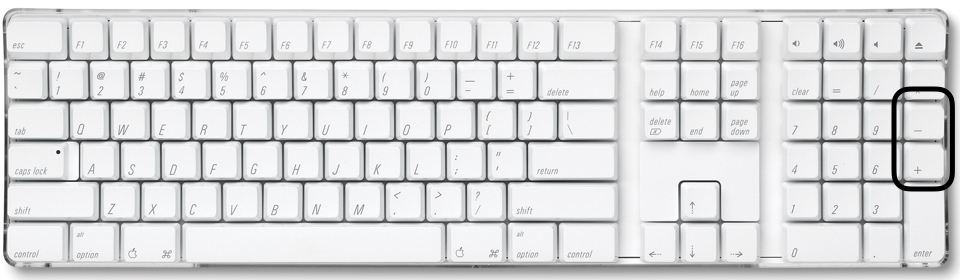 esc F1 F2 F3 F4 F5 F6 F7 F8 F9 F10 F11 F12 F13 F14 F15 F16
~ ! @ # $ % ^ & * ( ) — +
` 1 2 3 4 5 6 7 8 9 0 - = delete help home page up clear = / *
tab Q W E R T Y U I O P { [ } ] | \ delete end page down 7 8 9 –
caps lock A S D F G H J K L : ; " ' return 4 5 6 +
shift Z X C V B N M < , > . ? / shift ↑ 1 2 3
control alt option ⌘ ⌘ alt option control ← ↓ → 0 . enter